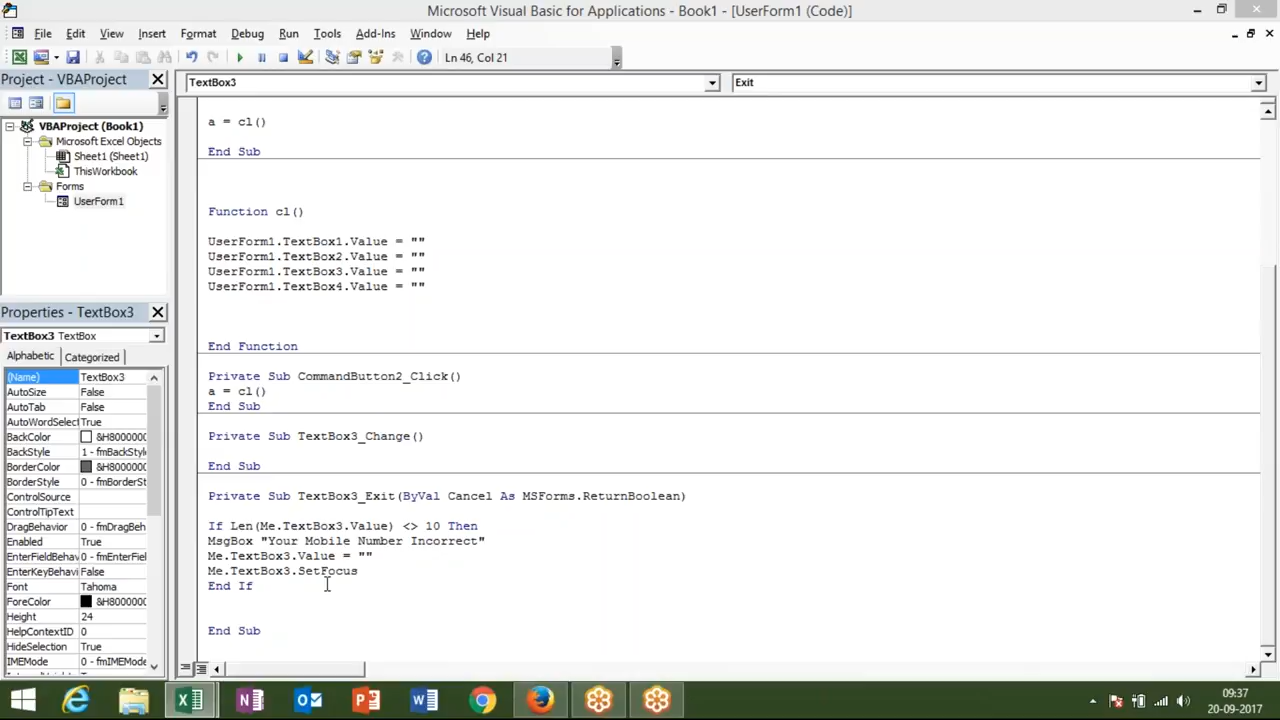 Microsoft Visual Basic for Applications - Book1 - [UserForm1 (Code)]
File Edit View Insert Format Debug Run Tools Add-Ins Window Help
Ln 46, Col 21
Project - VBAProject
TextBox3
Exit
VBAProject (Book1)
Microsoft Excel Objects
Sheet1 (Sheet1)
ThisWorkbook
Forms
UserForm1
a = cl()
End Sub
Function cl()
UserForm1.TextBox1.Value = ""
UserForm1.TextBox2.Value = ""
UserForm1.TextBox3.Value = ""
UserForm1.TextBox4.Value = ""
End Function
Private Sub CommandButton2_Click()
a = cl()
End Sub
Private Sub TextBox3_Change()
End Sub
Private Sub TextBox3_Exit(ByVal Cancel As MSForms.ReturnBoolean)
If Len(Me.TextBox3.Value) <> 10 Then
MsgBox "Your Mobile Number Incorrect"
Me.TextBox3.Value = ""
Me.TextBox3.SetFocus
End If
End Sub
Properties - TextBox3
TextBox3 TextBox
Alphabetic Categorized
(Name) TextBox3
AutoSize False
AutoTab False
AutoWordSelect True
BackColor &H8000000
BackStyle 1 - fmBackStyl
BorderColor &H8000000
BorderStyle 0 - fmBorderSt
ControlSource
ControlTipText
DragBehavior 0 - fmDragBeh
Enabled True
EnterFieldBehav 0 - fmEnterFiel
EnterKeyBehavi False
Font Tahoma
ForeColor &H8000000
Height 24
HelpContextID 0
HideSelection True
IMEMode 0 - fmIMEMode
09:37
20-09-2017